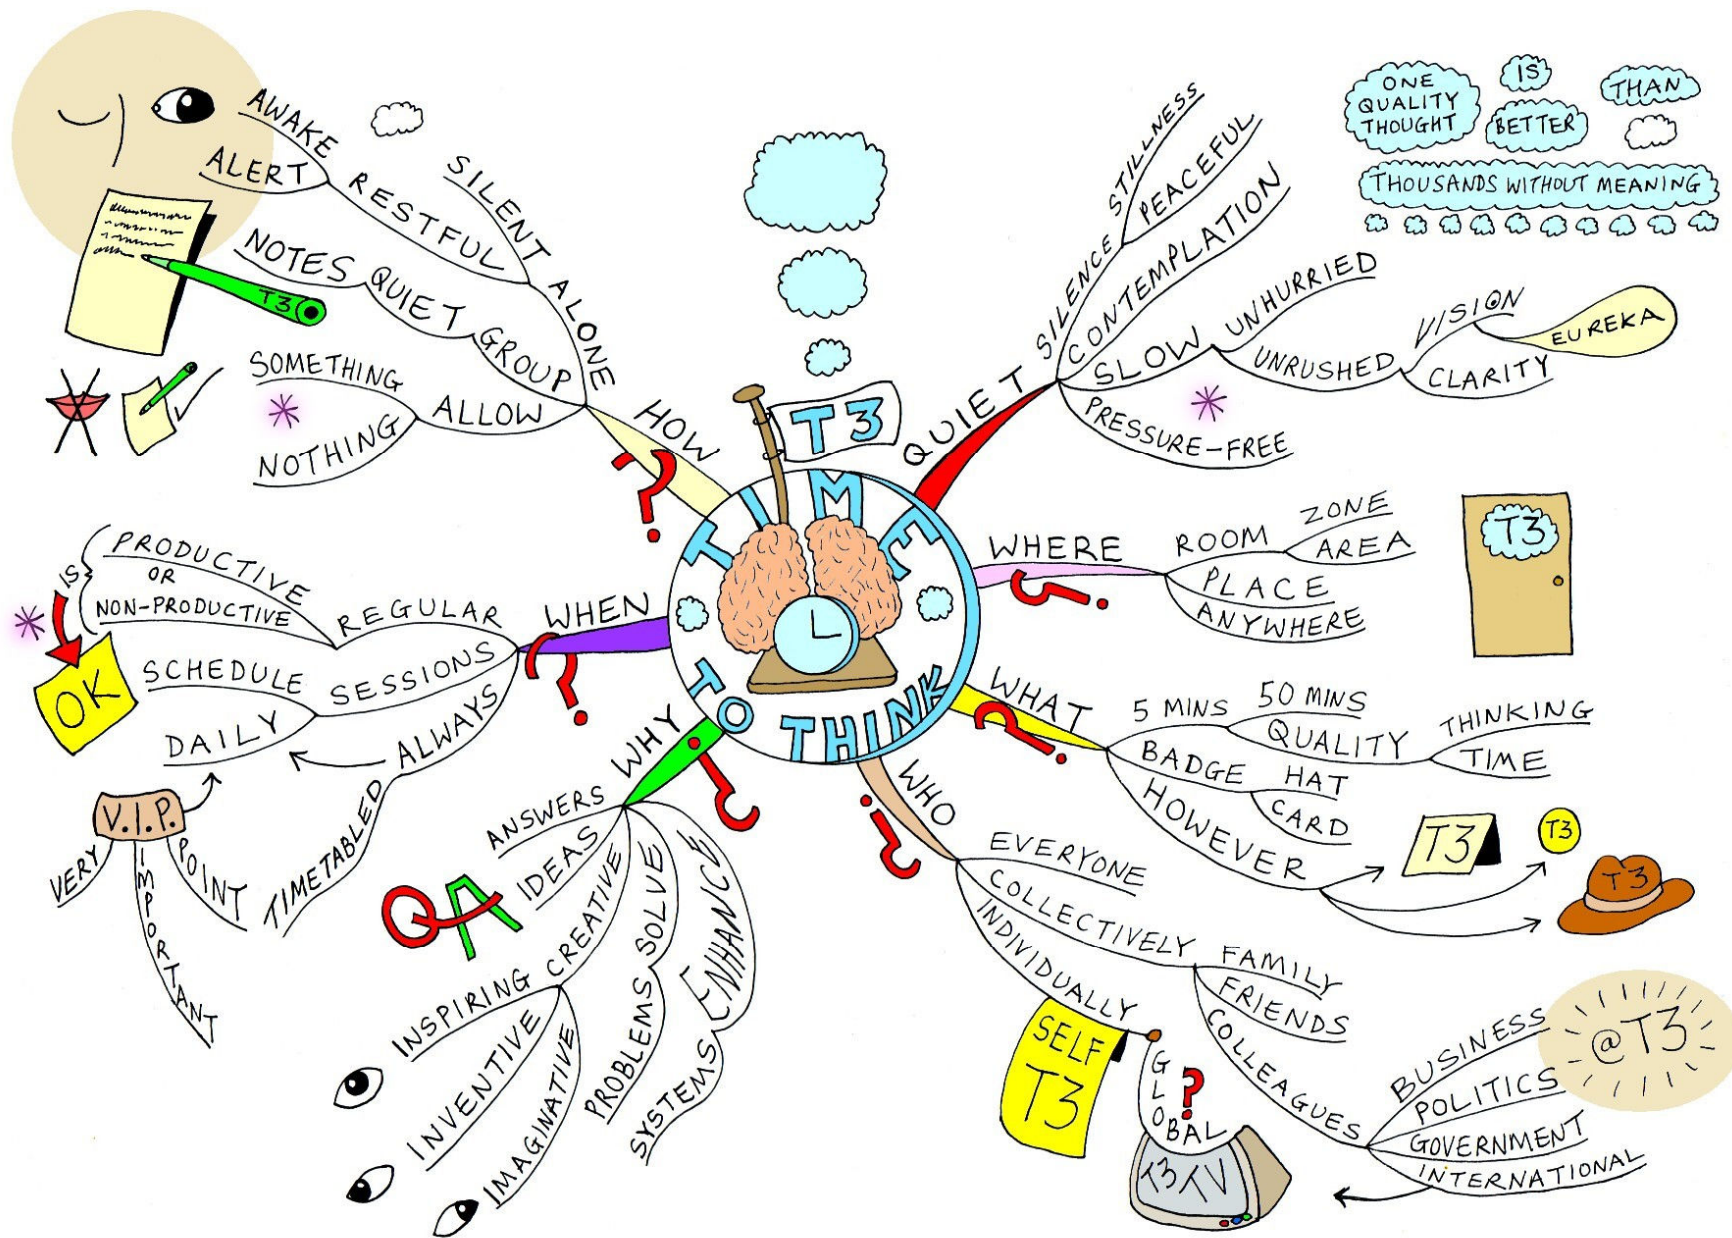 TIME
TO THINK
T3
ONE
QUALITY
THOUGHT
IS
BETTER
THAN
THOUSANDS WITHOUT MEANING
QUIET
SILENCE
STILLNESS
PEACEFUL
CONTEMPLATION
SLOW
UNHURRIED
UNRUSHED
VISION
EUREKA
CLARITY
PRESSURE-FREE
WHERE
?
ROOM
ZONE
AREA
PLACE
ANYWHERE
T3
WHAT
?
5 MINS
50 MINS
QUALITY
THINKING
TIME
BADGE
HAT
CARD
HOWEVER
T3
T3
T3
WHO
?
EVERYONE
COLLECTIVELY
FAMILY
FRIENDS
COLLEAGUES
BUSINESS
POLITICS
GOVERNMENT
INTERNATIONAL
@T3
INDIVIDUALLY
SELF
T3
GLOBAL
?
T3 TV
WHY
?
ANSWERS
IDEAS
QA
CREATIVE
INSPIRING
INVENTIVE
IMAGINATIVE
SOLVE
PROBLEMS
ENHANCE
SYSTEMS
WHEN
?
REGULAR
PRODUCTIVE
OR
NON-PRODUCTIVE
IS
OK
SESSIONS
SCHEDULE
DAILY
ALWAYS
TIMETABLED
V.I.P.
VERY
IMPORTANT
POINT
HOW
?
ALONE
SILENT
RESTFUL
AWAKE
ALERT
GROUP
QUIET
NOTES
T3
ALLOW
SOMETHING
NOTHING